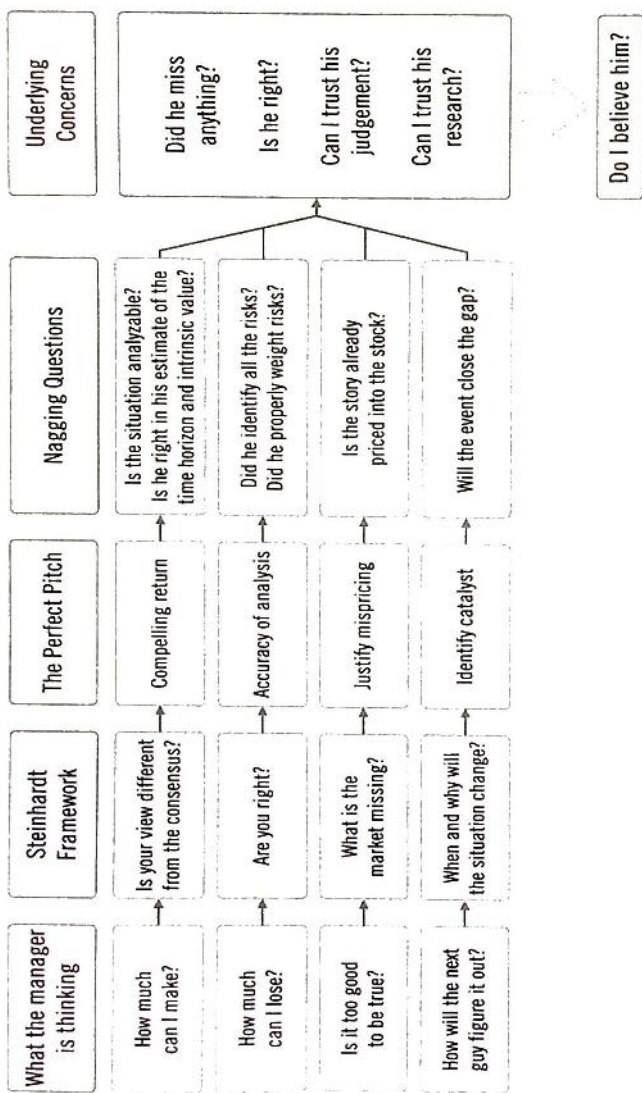 What the manager
is thinking
Steinhardt
Framework
The Perfect Pitch
Nagging Questions
Underlying
Concerns
How much
can I make?
Is your view different
from the consensus?
Compelling return
Is the situation analyzable?
Is he right in his estimate of the
time horizon and intrinsic value?
How much
can I lose?
Are you right?
Accuracy of analysis
Did he identify all the risks?
Did he properly weight risks?
Is it too good
to be true?
What is the
market missing?
Justify mispricing
Is the story already
priced into the stock?
How will the next
guy figure it out?
When and why will
the situation change?
Identify catalyst
Will the event close the gap?
Did he miss
anything?
Is he right?
Can I trust his
judgement?
Can I trust his
research?
Do I believe him?